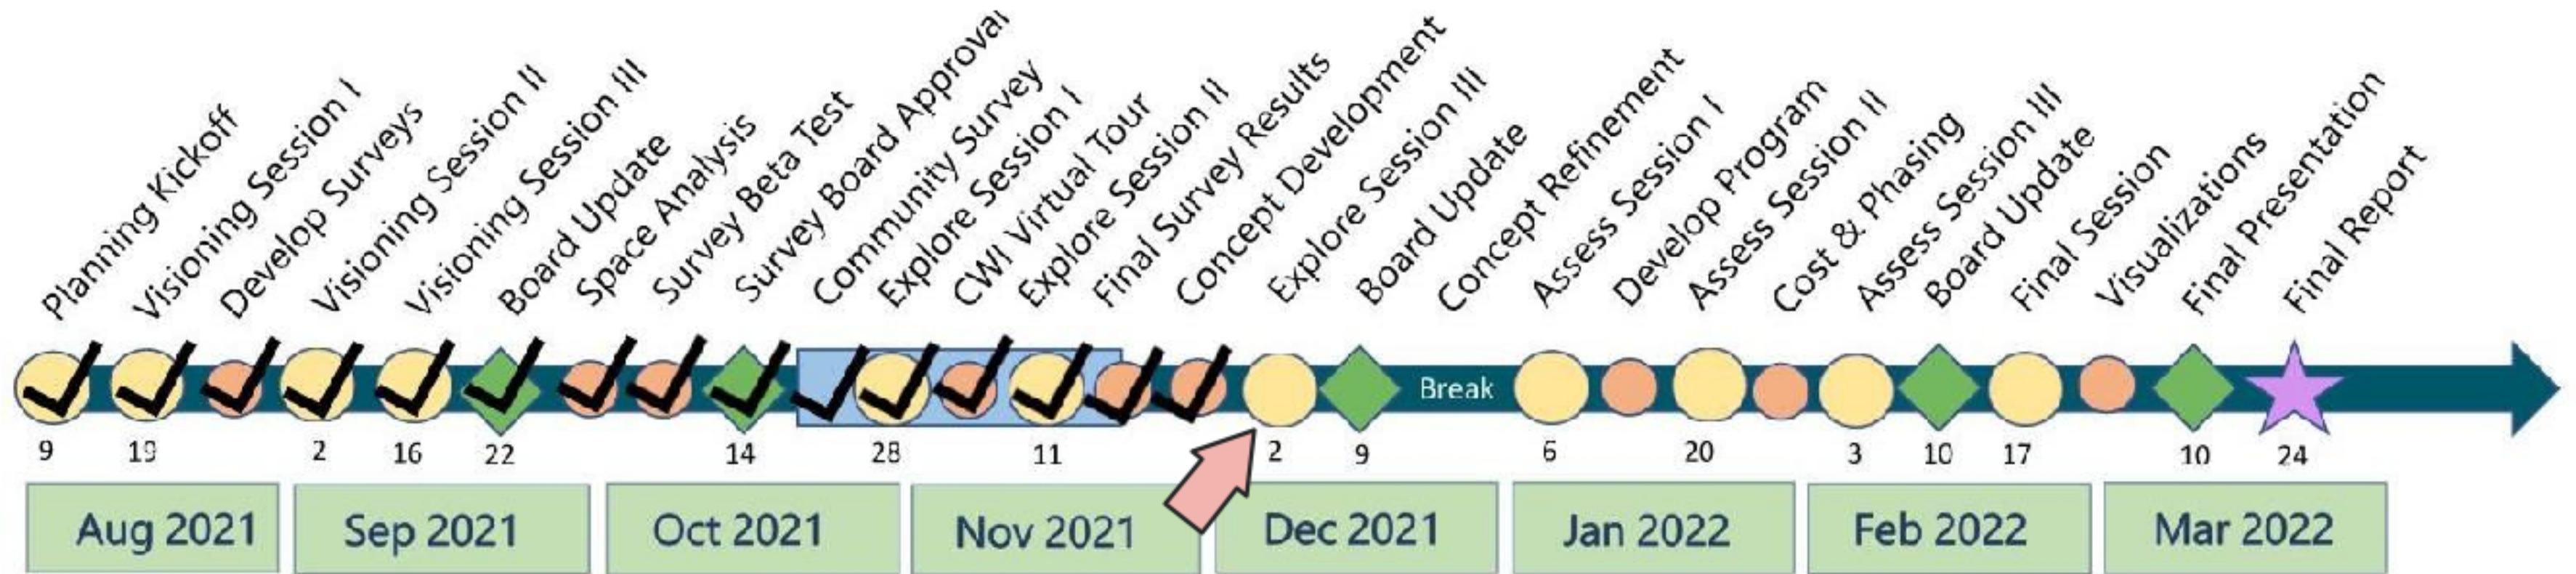 Planning Kickoff
Visioning Session I
Develop Surveys
Visioning Session II
Visioning Session III
Board Update
Space Analysis
Survey Beta Test
Survey Board Approval
Community Survey
Explore Session I
CWI Virtual Tour
Explore Session II
Final Survey Results
Concept Development
Explore Session III
Board Update
Concept Refinement
Assess Session I
Develop Program
Assess Session II
Cost & Phasing
Assess Session III
Board Update
Final Session
Visualizations
Final Presentation
Final Report
Break
9 19 2 16 22 14 28 11 2 9 6 20 3 10 17 10 24
Aug 2021 Sep 2021 Oct 2021 Nov 2021 Dec 2021 Jan 2022 Feb 2022 Mar 2022